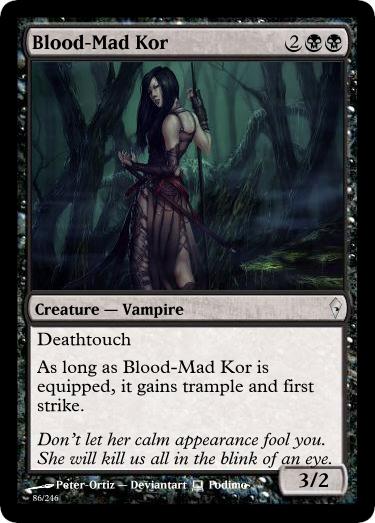 Blood-Mad Kor 2
Creature — Vampire
Deathtouch
As long as Blood-Mad Kor is
equipped, it gains trample and first
strike.
Don't let her calm appearance fool you.
She will kill us all in the blink of an eye.
3/2
Peter-Ortiz — Deviantart Podimo
86/246